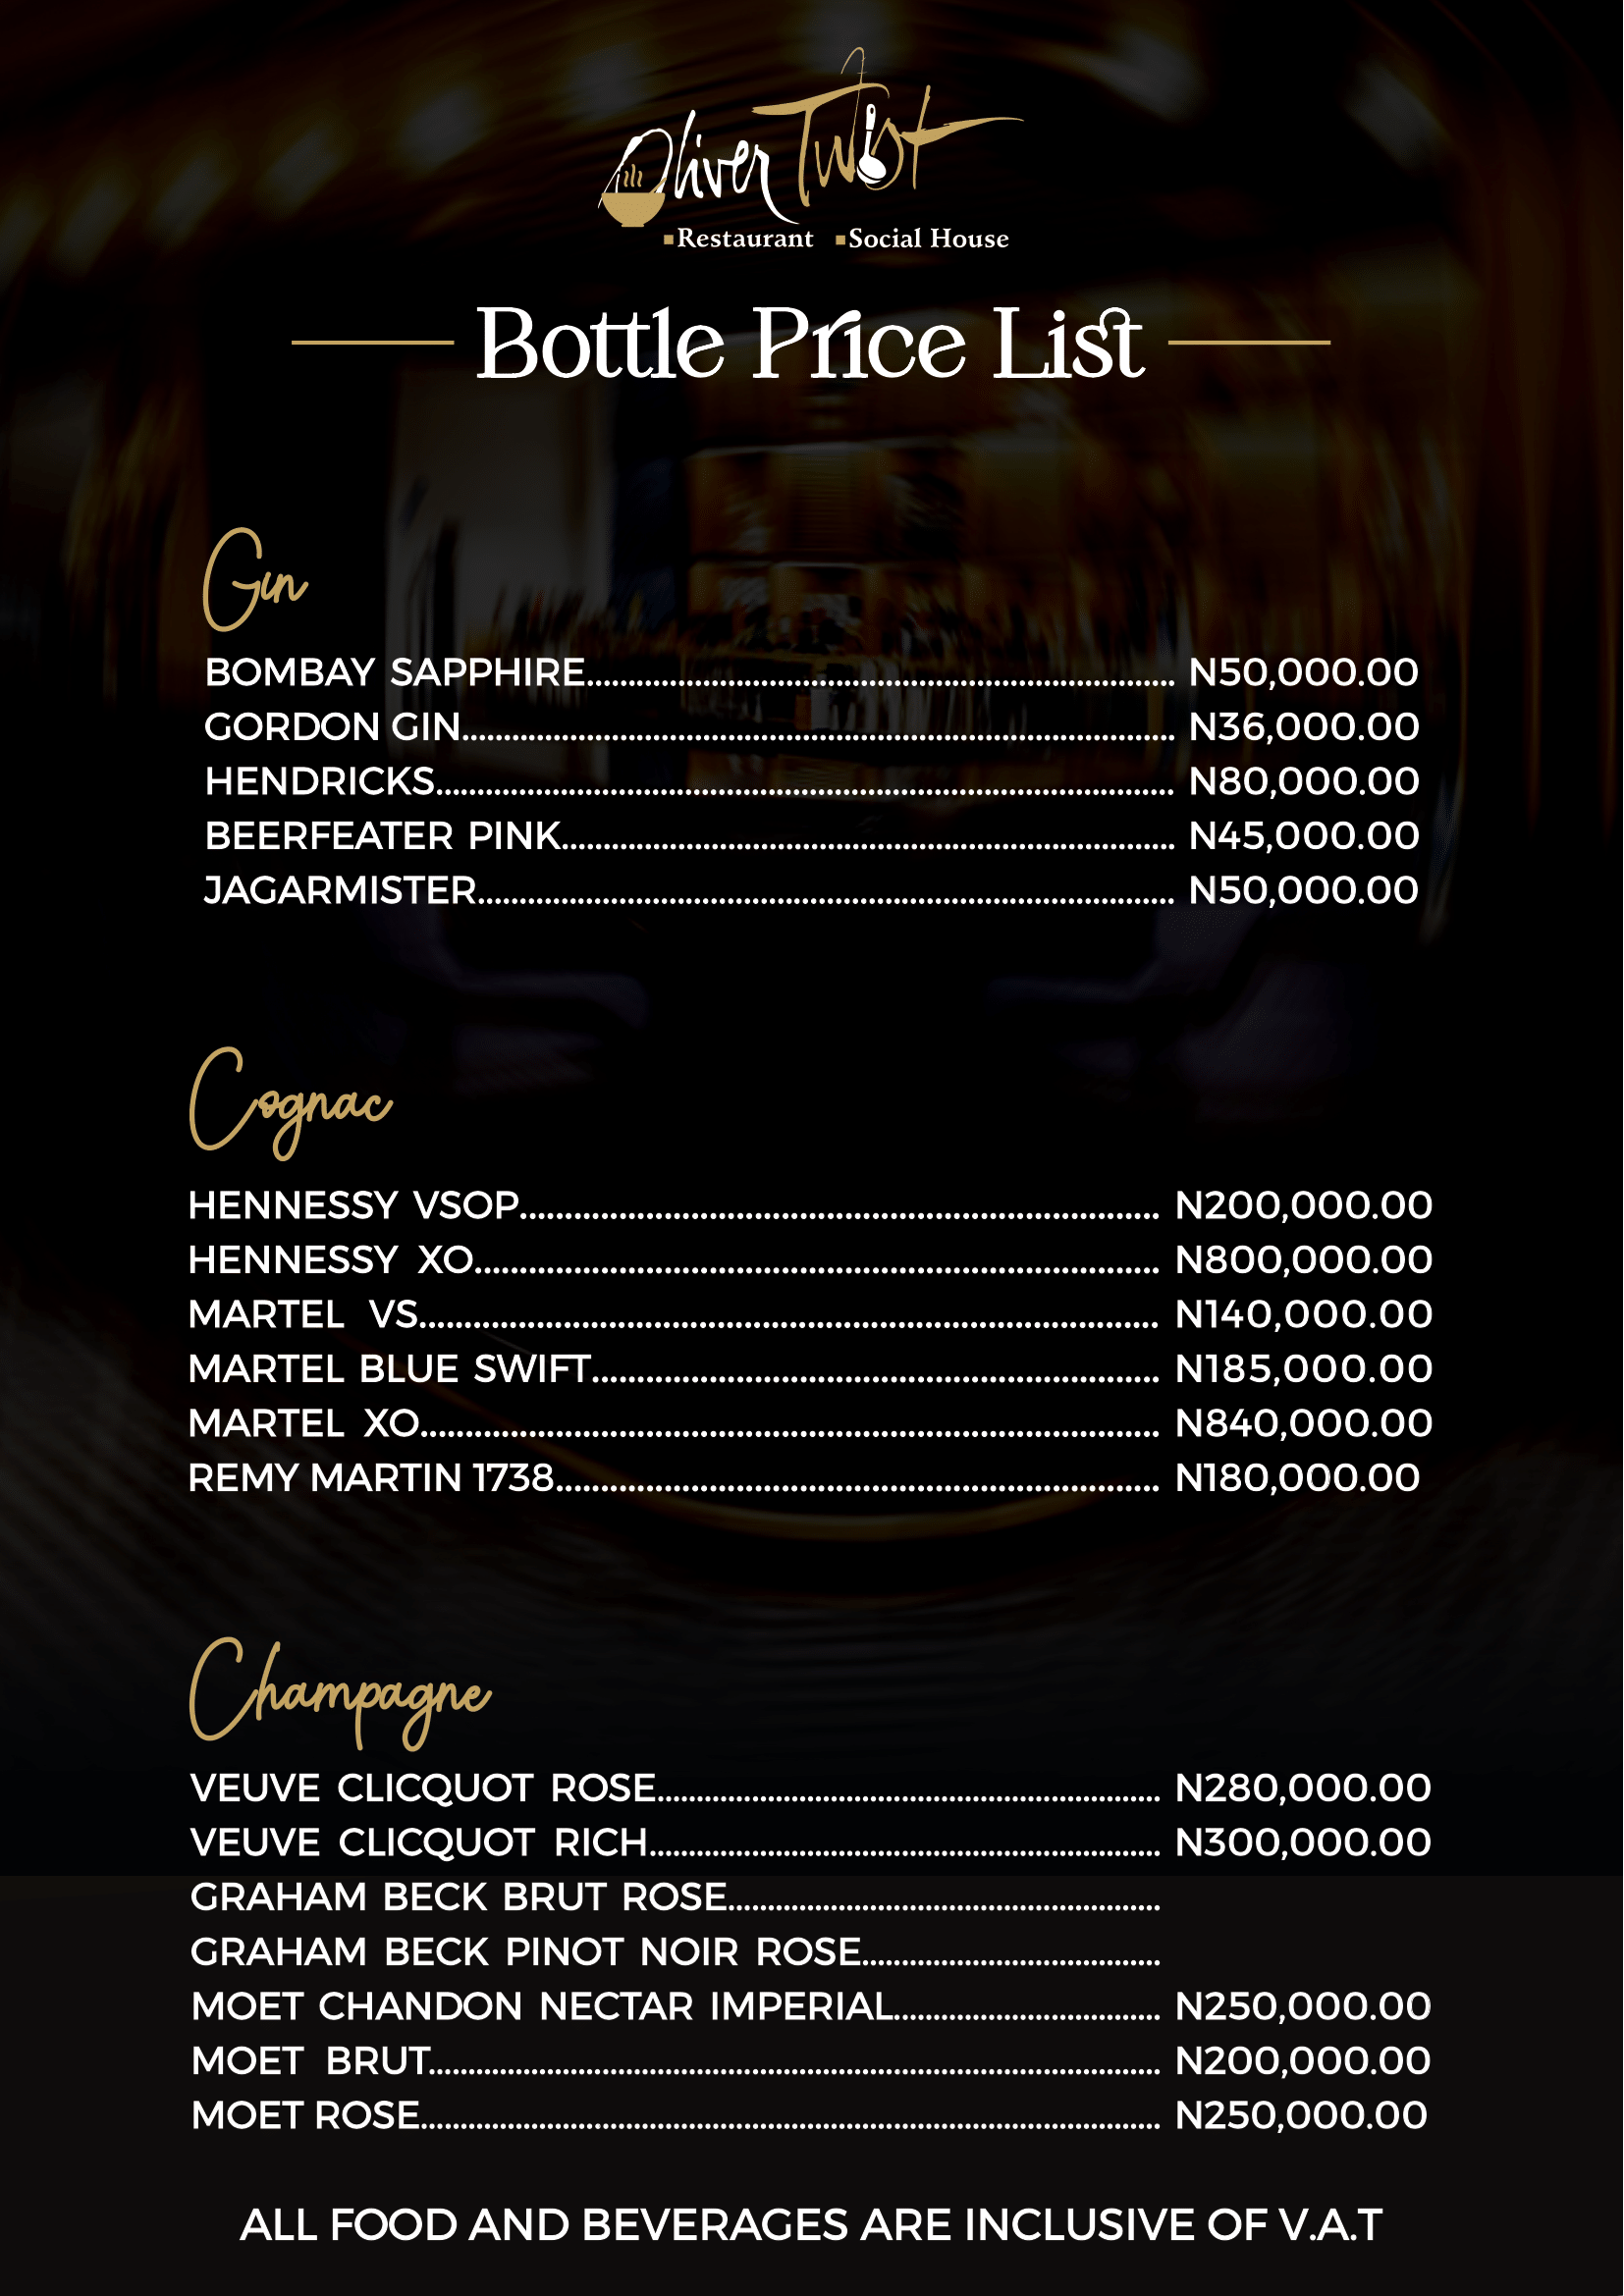 Oliver Twist
Restaurant Social House
Bottle Price List
Gin
BOMBAY SAPPHIRE........................................ N50,000.00
GORDON GIN........................................ N36,000.00
HENDRICKS........................................ N80,000.00
BEERFEATER PINK........................................ N45,000.00
JAGARMISTER........................................ N50,000.00
Cognac
HENNESSY VSOP........................................ N200,000.00
HENNESSY XO........................................ N800,000.00
MARTEL VS........................................ N140,000.00
MARTEL BLUE SWIFT........................................ N185,000.00
MARTEL XO........................................ N840,000.00
REMY MARTIN 1738........................................ N180,000.00
Champagne
VEUVE CLICQUOT ROSE........................................ N280,000.00
VEUVE CLICQUOT RICH........................................ N300,000.00
GRAHAM BECK BRUT ROSE........................................
GRAHAM BECK PINOT NOIR ROSE........................................
MOET CHANDON NECTAR IMPERIAL........................................ N250,000.00
MOET BRUT........................................ N200,000.00
MOET ROSE........................................ N250,000.00
ALL FOOD AND BEVERAGES ARE INCLUSIVE OF V.A.T